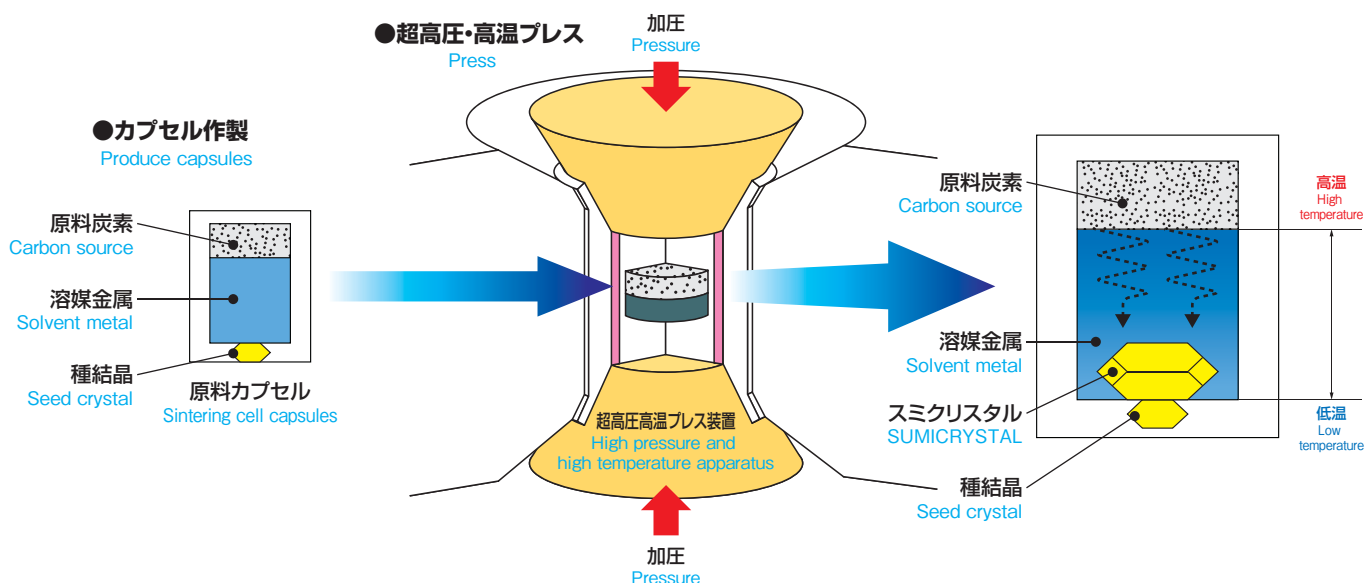 ●カプセル作製
Produce capsules
原料炭素
Carbon source
溶媒金属
Solvent metal
種結晶
Seed crystal
原料カプセル
Sintering cell capsules
●超高圧・高温プレス
Press
加圧
Pressure
超高圧高温プレス装置
High pressure and
high temperature apparatus
加圧
Pressure
原料炭素
Carbon source
溶媒金属
Solvent metal
スミクリスタル
SUMICRYSTAL
種結晶
Seed crystal
高温
High
temperature
低温
Low
temperature